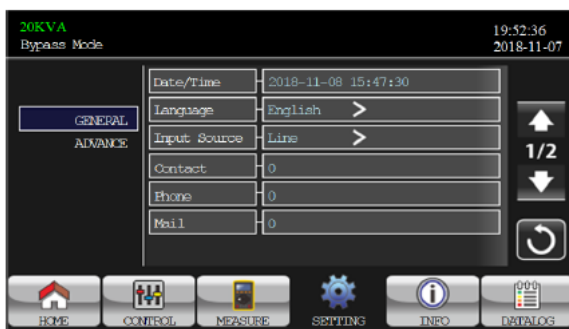 20KVA
Bypass Mode
19:52:36
2018-11-07
GENERAL
ADVANCE
Date/Time 2018-11-08 15:47:30
Language English >
Input Source Line >
Contact 0
Phone 0
Mail 0
1/2
HOME CONTROL MEASURE SETTING INFO DATALOG